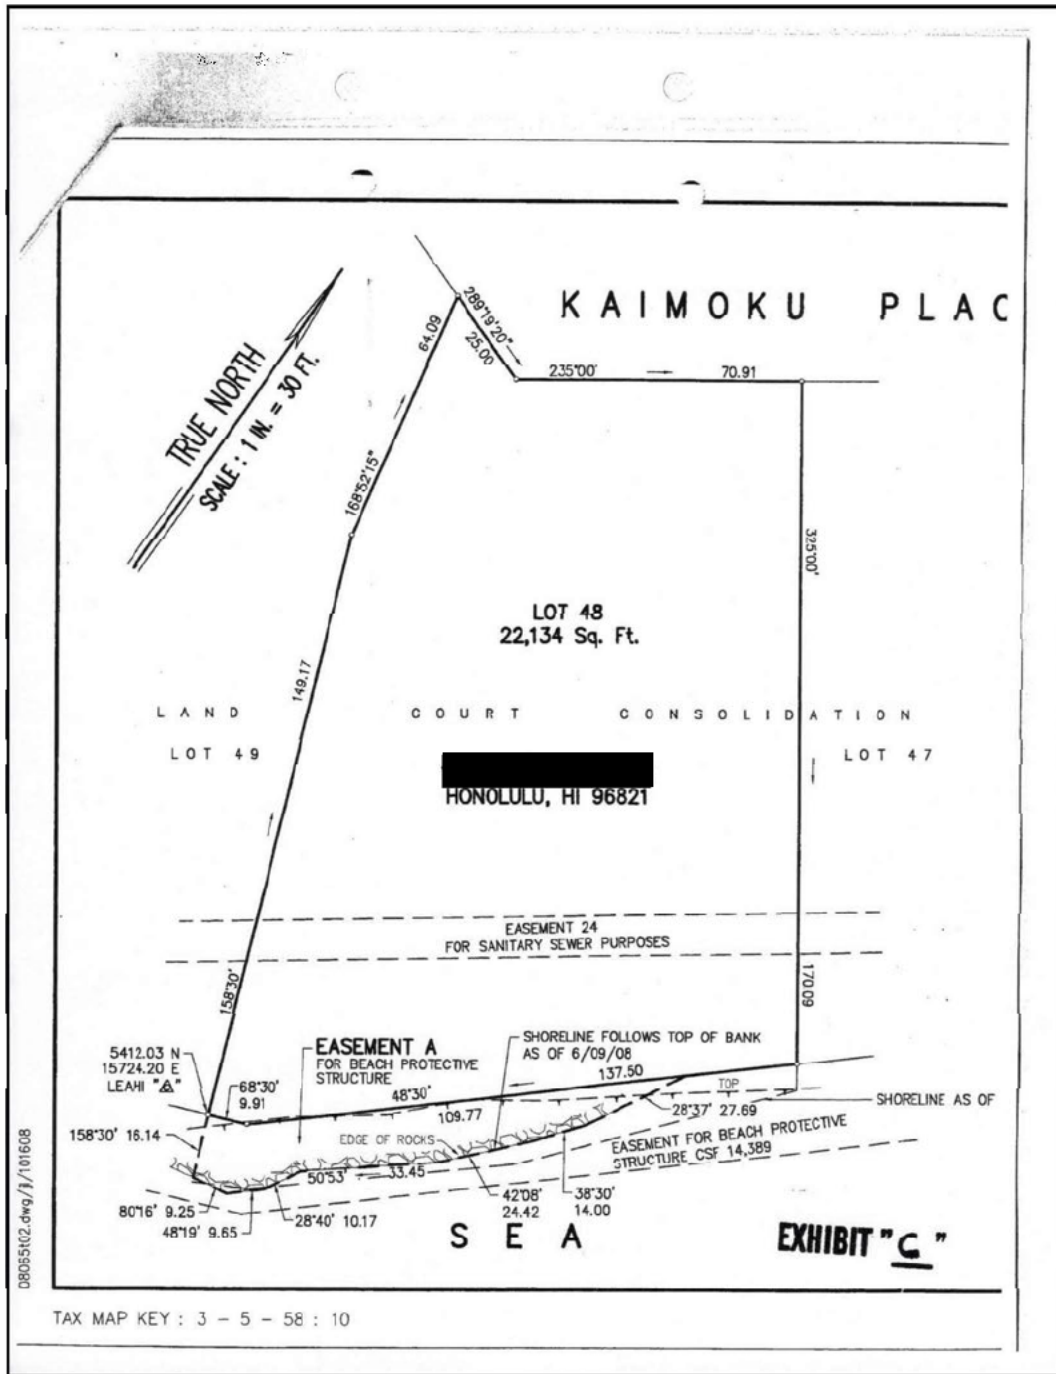 KAIMOKU PLAC
TRUE NORTH
SCALE : 1 IN. = 30 FT.
64.09
289°19'20"
25.00
235°00' 70.91
168°52'15"
325°00'
LOT 48
22,134 Sq. Ft.
149.17
LAND COURT CONSOLIDATION
LOT 49
LOT 47
HONOLULU, HI 96821
EASEMENT 24
FOR SANITARY SEWER PURPOSES
158°30'
170.09
5412.03 N
15724.20 E
LEAHI "△"
EASEMENT A
FOR BEACH PROTECTIVE
STRUCTURE
SHORELINE FOLLOWS TOP OF BANK
AS OF 6/09/08
137.50
68°30'
9.91
48°30'
109.77
TOP
28°37' 27.69
SHORELINE AS OF
158°30' 16.14
EDGE OF ROCKS
EASEMENT FOR BEACH PROTECTIVE
STRUCTURE CSF 14,389
50°53' 33.45
80°16' 9.25
48°19' 9.65
28°40' 10.17
42°08'
24.42
38°30'
14.00
SEA
EXHIBIT "C"
08065t02.dwg/jl/101608
TAX MAP KEY : 3 - 5 - 58 : 10